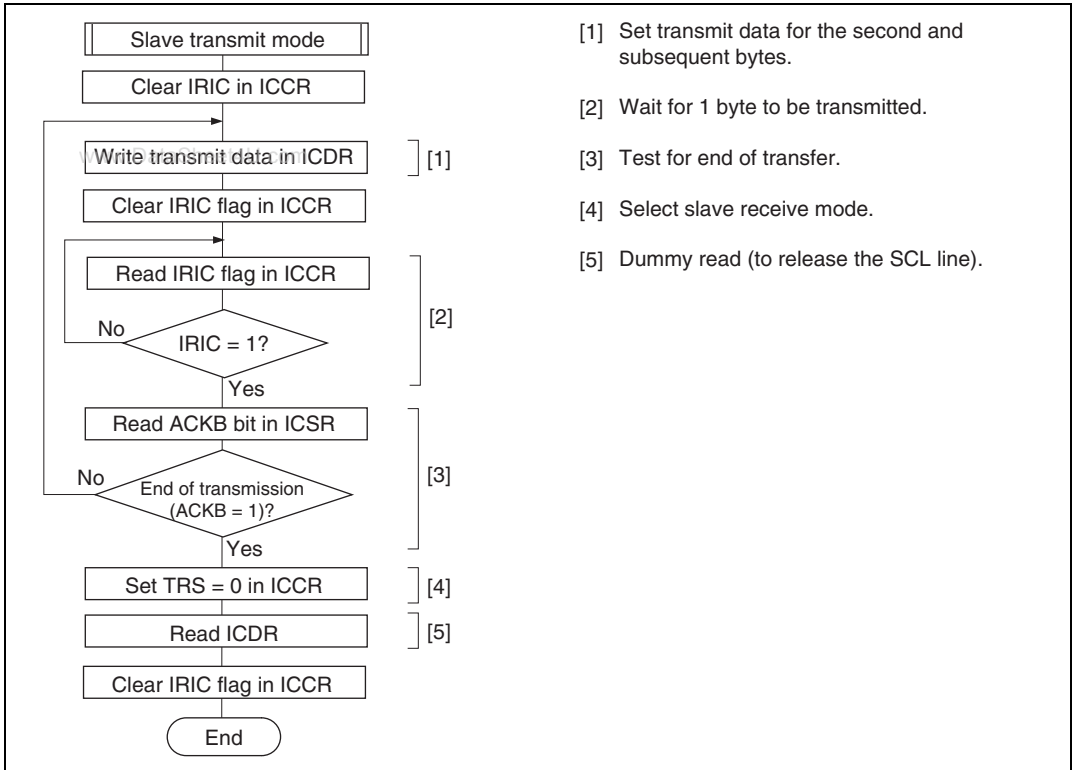 Slave transmit mode
Clear IRIC in ICCR
Write transmit data in ICDR
[1]
Clear IRIC flag in ICCR
Read IRIC flag in ICCR
[2]
No
IRIC = 1?
Yes
Read ACKB bit in ICSR
[3]
No
End of transmission
(ACKB = 1)?
Yes
Set TRS = 0 in ICCR
[4]
Read ICDR
[5]
Clear IRIC flag in ICCR
End
[1] Set transmit data for the second and
subsequent bytes.
[2] Wait for 1 byte to be transmitted.
[3] Test for end of transfer.
[4] Select slave receive mode.
[5] Dummy read (to release the SCL line).